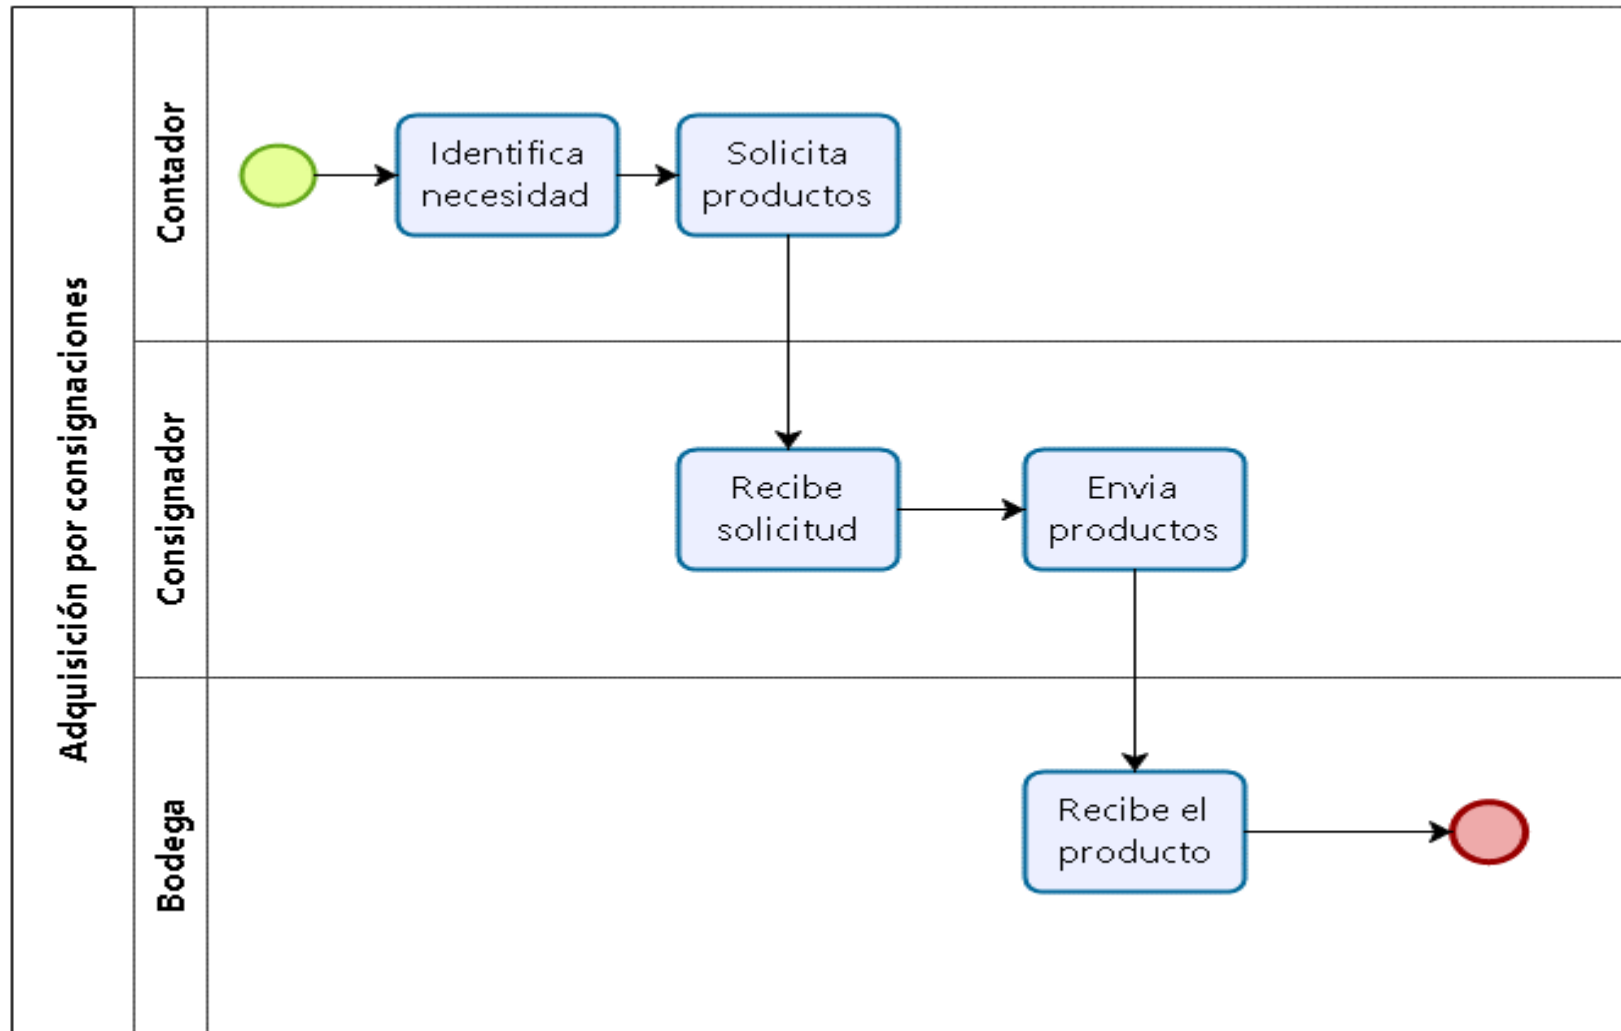 Adquisición por consignaciones
Contador
Identifica
necesidad
Solicita
productos
Consignador
Recibe
solicitud
Envia
productos
Bodega
Recibe el
producto